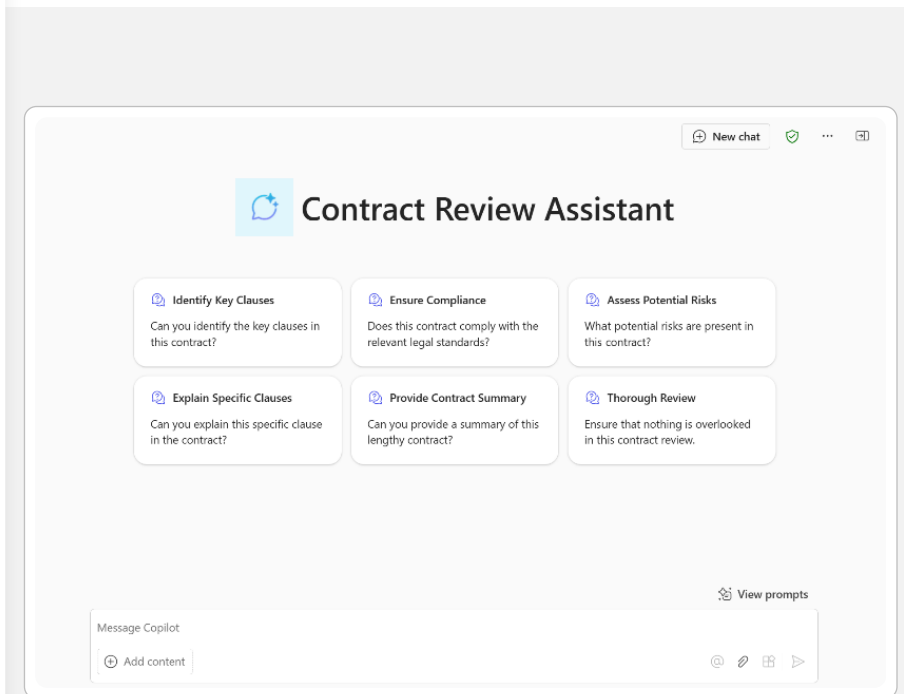 New chat
Contract Review Assistant
Identify Key Clauses
Can you identify the key clauses in
this contract?
Ensure Compliance
Does this contract comply with the
relevant legal standards?
Assess Potential Risks
What potential risks are present in
this contract?
Explain Specific Clauses
Can you explain this specific clause
in the contract?
Provide Contract Summary
Can you provide a summary of this
lengthy contract?
Thorough Review
Ensure that nothing is overlooked
in this contract review.
View prompts
Message Copilot
Add content